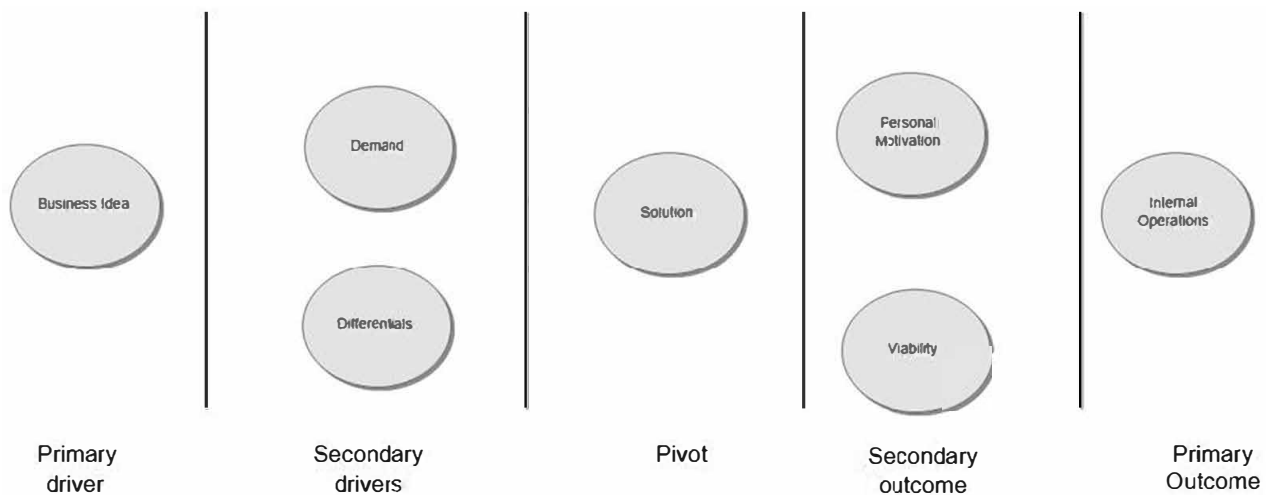 Business Idea
Demand
Differentials
Solution
Personal
Motivation
Viability
Internal
Operations
Primary
driver
Secondary
drivers
Pivot
Secondary
outcome
Primary
Outcome